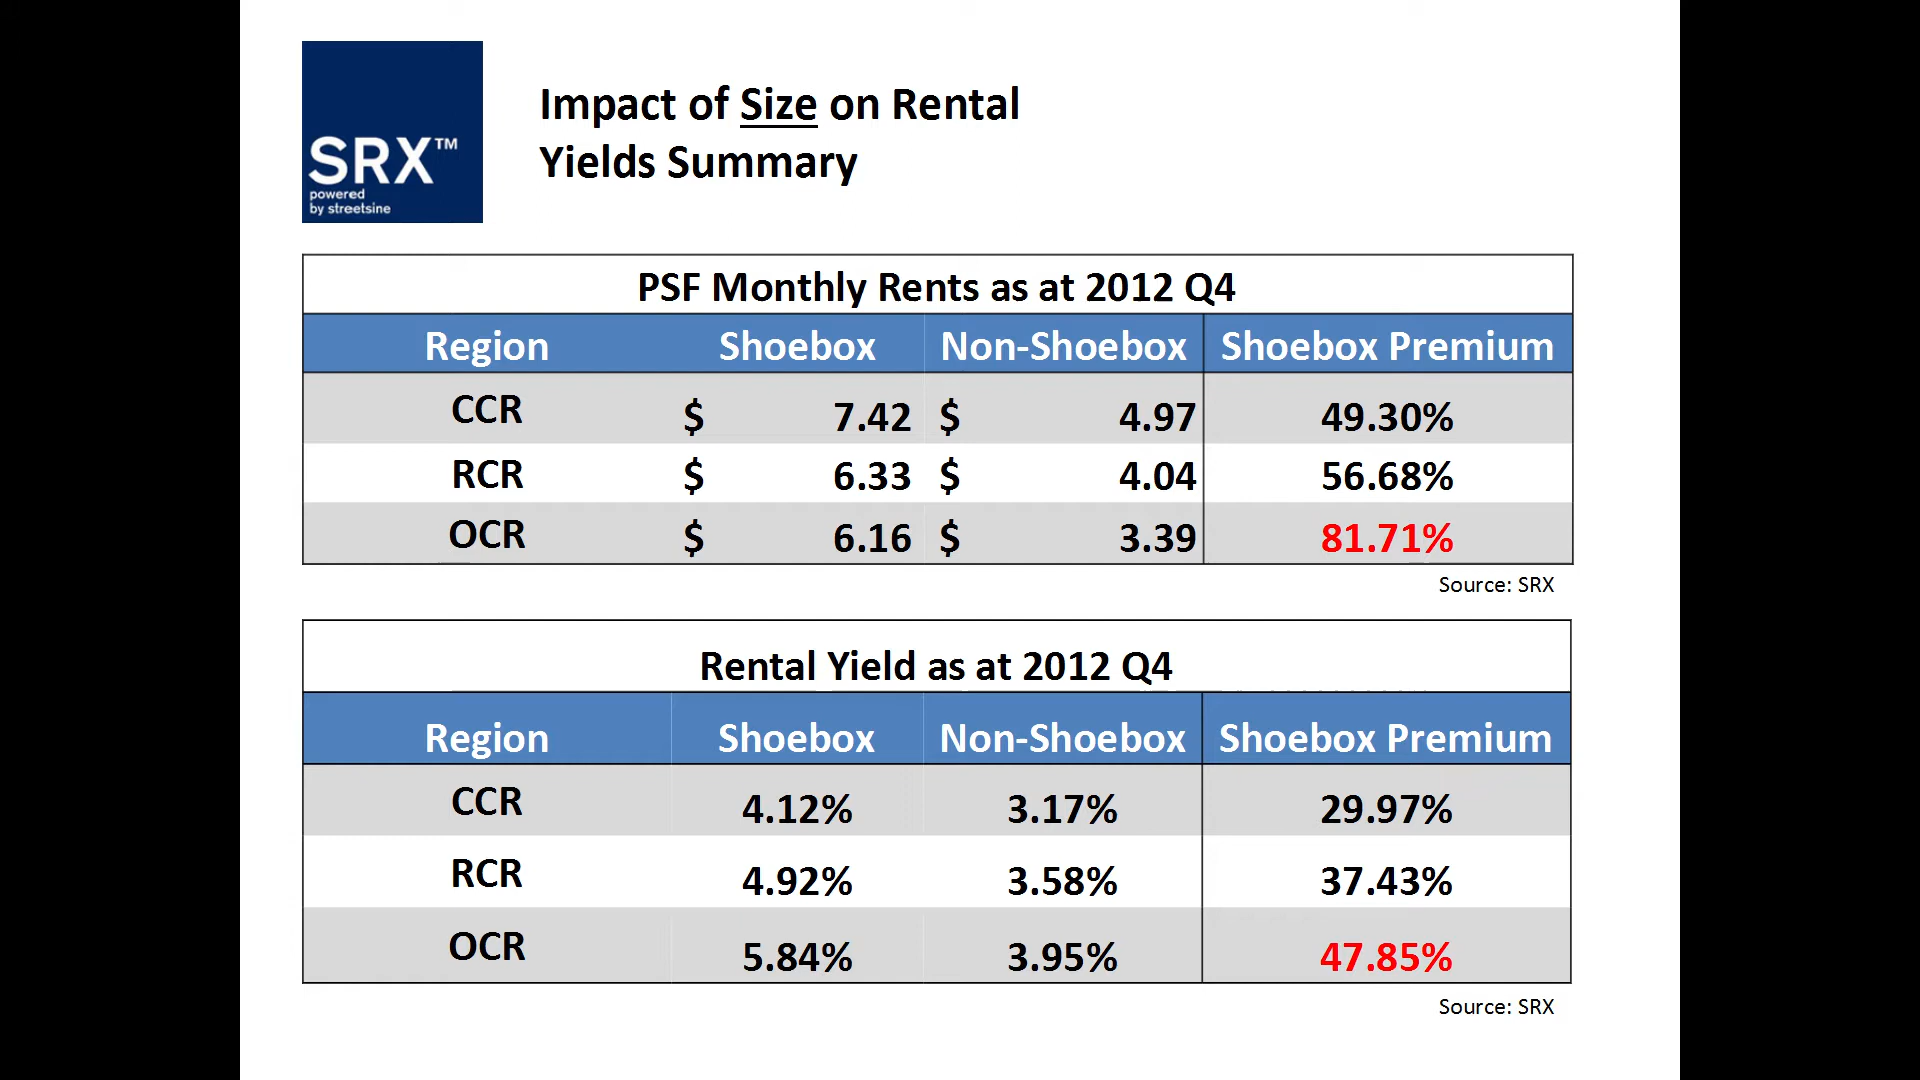 SRX™
powered
by streetsine
Impact of Size on Rental
Yields Summary
PSF Monthly Rents as at 2012 Q4
Region Shoebox Non-Shoebox Shoebox Premium
CCR $ 7.42 $ 4.97 49.30%
RCR $ 6.33 $ 4.04 56.68%
OCR $ 6.16 $ 3.39 81.71%
Source: SRX
Rental Yield as at 2012 Q4
Region Shoebox Non-Shoebox Shoebox Premium
CCR 4.12% 3.17% 29.97%
RCR 4.92% 3.58% 37.43%
OCR 5.84% 3.95% 47.85%
Source: SRX